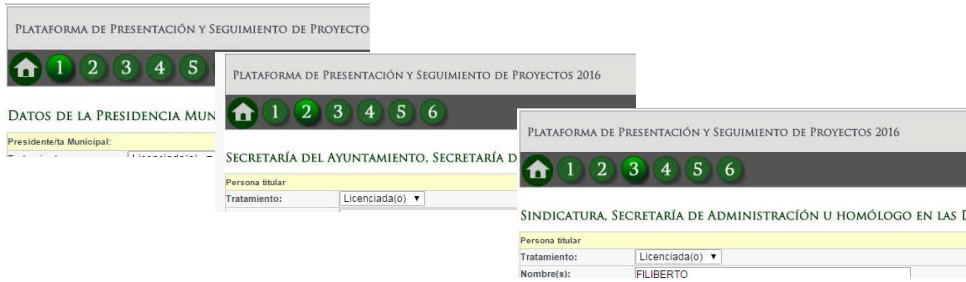 PLATAFORMA DE PRESENTACIÓN Y SEGUIMIENTO DE PROYECTO
1 2 3 4 5
DATOS DE LA PRESIDENCIA MUN
Presidente/ta Municipal:
PLATAFORMA DE PRESENTACIÓN Y SEGUIMIENTO DE PROYECTOS 2016
1 2 3 4 5 6
SECRETARÍA DEL AYUNTAMIENTO, SECRETARÍA D
Persona titular
Tratamiento: Licenciada(o)
PLATAFORMA DE PRESENTACIÓN Y SEGUIMIENTO DE PROYECTOS 2016
1 2 3 4 5 6
SINDICATURA, SECRETARÍA DE ADMINISTRACÍÓN U HOMÓLOGO EN LAS D
Persona titular
Tratamiento: Licenciada(o)
Nombre(s): FILIBERTO